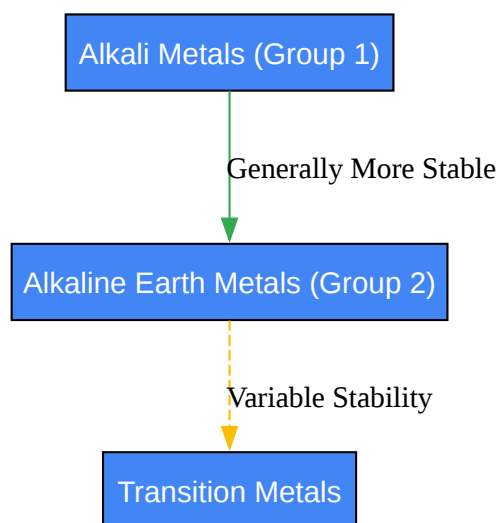 Alkali Metals (Group 1)
Generally More Stable
Alkaline Earth Metals (Group 2)
Variable Stability
Transition Metals